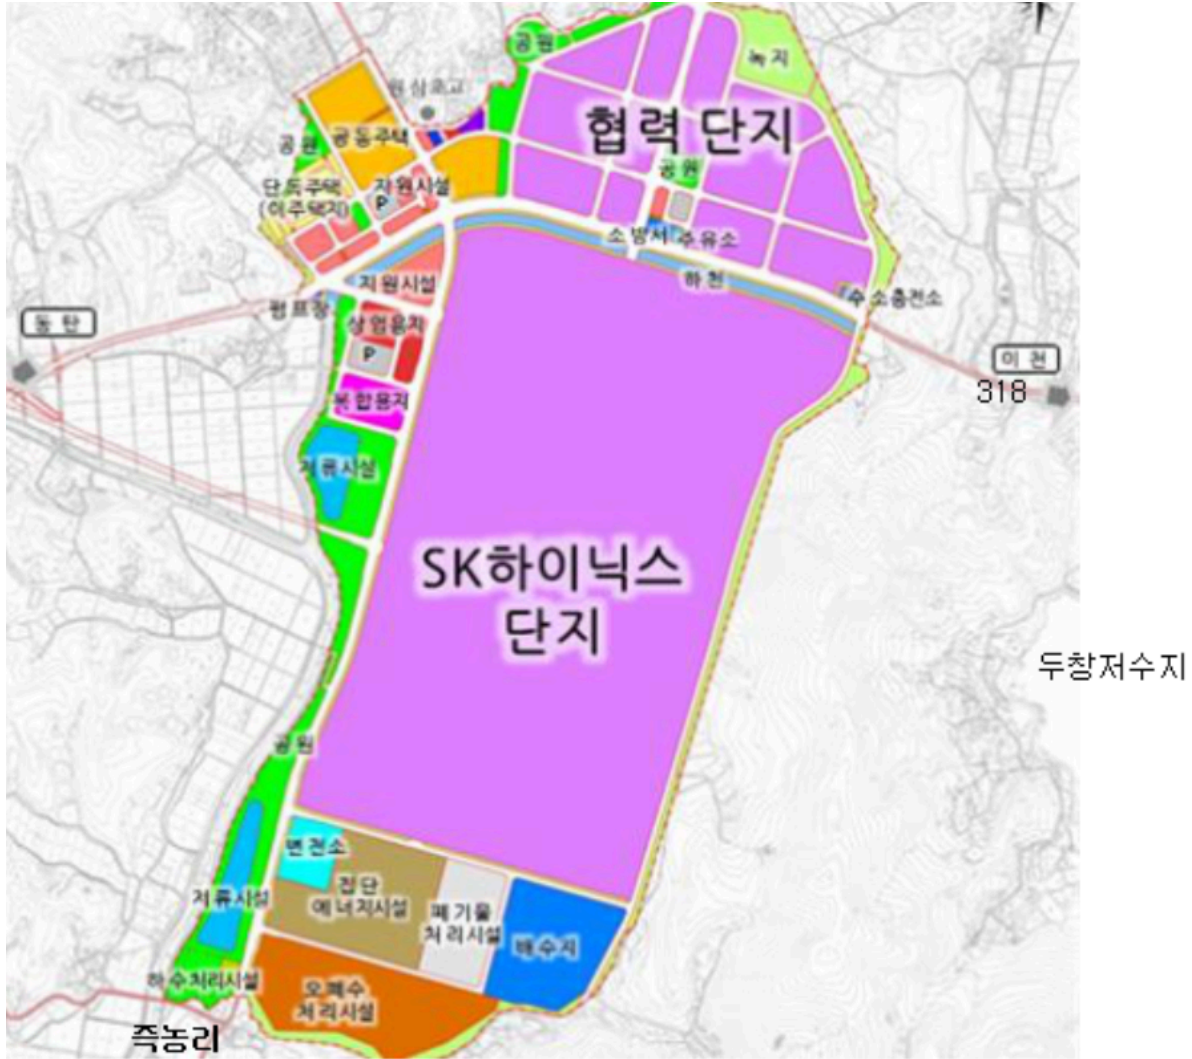 공원
녹지
원삼초고
협력 단지
공원
공동주택
공원
단독주택
(이주택지)
지원시설
P
소방서
주유소
하천
지원시설
수소충전소
펌프장
동탄
상업용지
P
이천
318
복합용지
저류시설
SK하이닉스
단지
두창저수지
공원
변전소
집단
에너지시설
저류시설
폐기물
처리시설
배수지
하수처리시설
오폐수
처리시설
죽능리